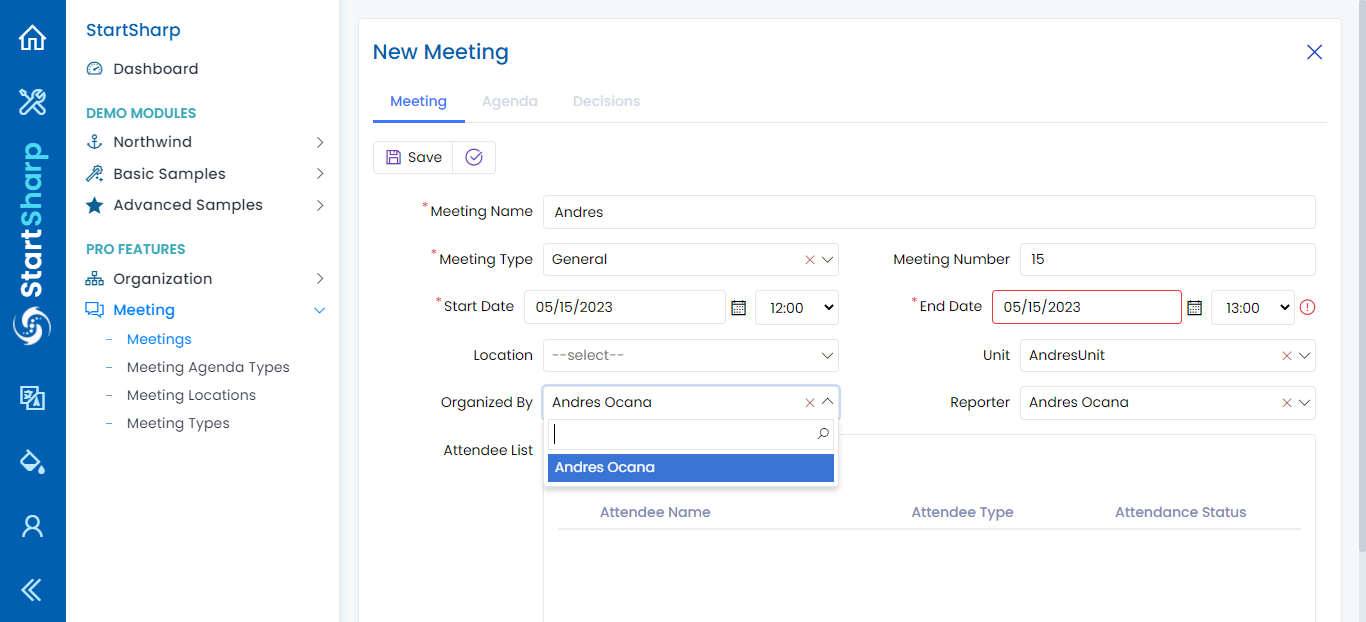 StartSharp
StartSharp
Dashboard
DEMO MODULES
Northwind
Basic Samples
Advanced Samples
PRO FEATURES
Organization
Meeting
– Meetings
– Meeting Agenda Types
– Meeting Locations
– Meeting Types
New Meeting
Meeting Agenda Decisions
Save
*Meeting Name Andres
*Meeting Type General Meeting Number 15
*Start Date 05/15/2023 12:00 *End Date 05/15/2023 13:00
Location --select-- Unit AndresUnit
Organized By Andres Ocana Reporter Andres Ocana
Attendee List
Andres Ocana
Attendee Name Attendee Type Attendance Status